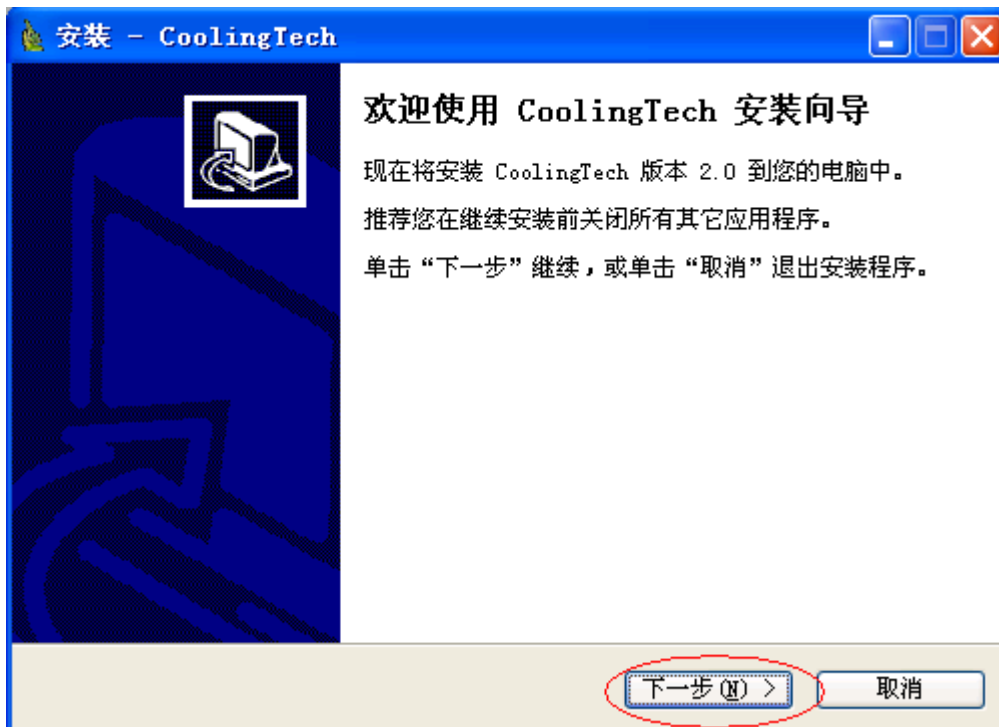 安装 - CoolingTech
欢迎使用 CoolingTech 安装向导
现在将安装 CoolingTech 版本 2.0 到您的电脑中。
推荐您在继续安装前关闭所有其它应用程序。
单击“下一步”继续，或单击“取消”退出安装程序。
下一步(N) >
取消